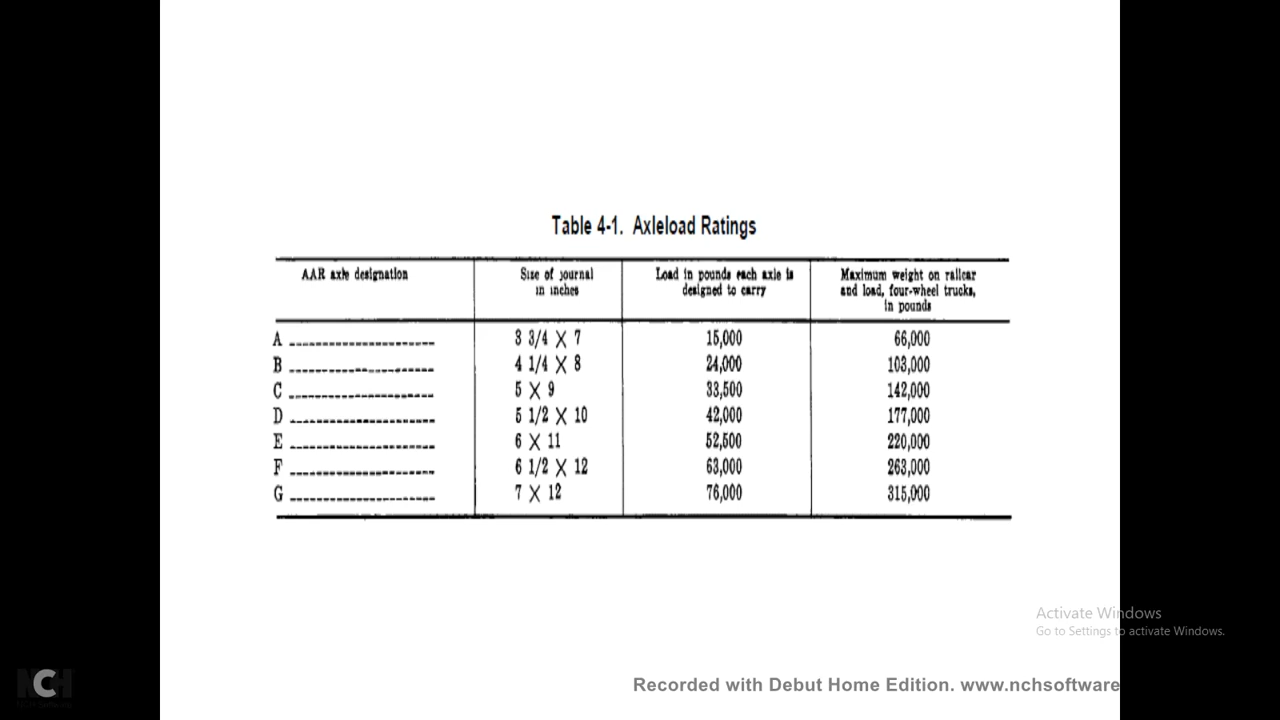 Table 4-1. Axleload Ratings
AAR axle designation
Size of journal
in inches
Load in pounds each axle is
designed to carry
Maximum weight on railcar
and load, four-wheel trucks,
in pounds
A 3 3/4 X 7 15,000 66,000
B 4 1/4 X 8 24,000 103,000
C 5 X 9 33,500 142,000
D 5 1/2 X 10 42,000 177,000
E 6 X 11 52,500 220,000
F 6 1/2 X 12 63,000 263,000
G 7 X 12 76,000 315,000
Activate Windows
Go to Settings to activate Windows.
NCH
Recorded with Debut Home Edition. www.nchsoftware